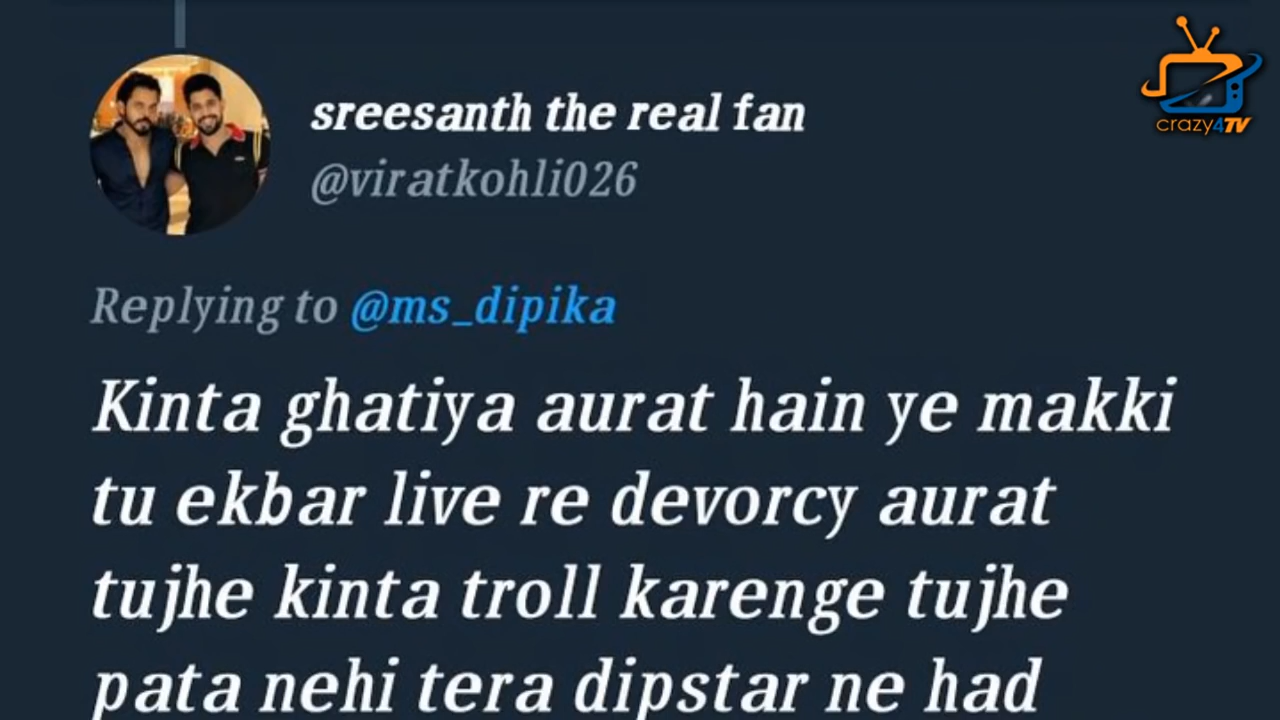 crazy4TV
sreesanth the real fan
@viratkohli026
Replying to @ms_dipika
Kinta ghatiya aurat hain ye makki
tu ekbar live re devorcy aurat
tujhe kinta troll karenge tujhe
pata nehi tera dipstar ne had